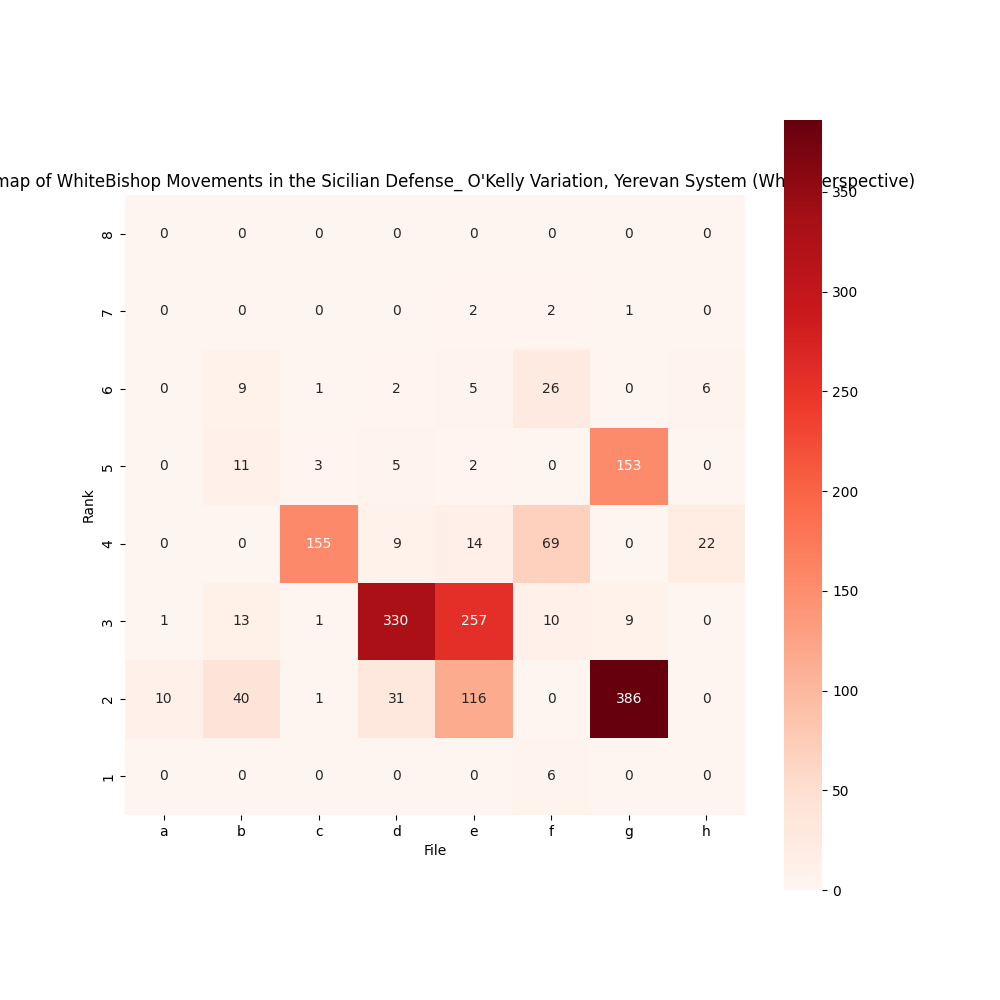 map of WhiteBishop Movements in the Sicilian Defense_ O'Kelly Variation, Yerevan System (Wh erspective)
350
8 0 0 0 0 0 0 0 0
300
7 0 0 0 0 2 2 1 0
6 0 9 1 2 5 26 0 6
250
5 0 11 3 5 2 0 153 0
200
Rank
4 0 0 155 9 14 69 0 22
150
3 1 13 1 330 257 10 9 0
100
2 10 40 1 31 116 0 386 0
50
1 0 0 0 0 0 6 0 0
a b c d e f g h
File
0